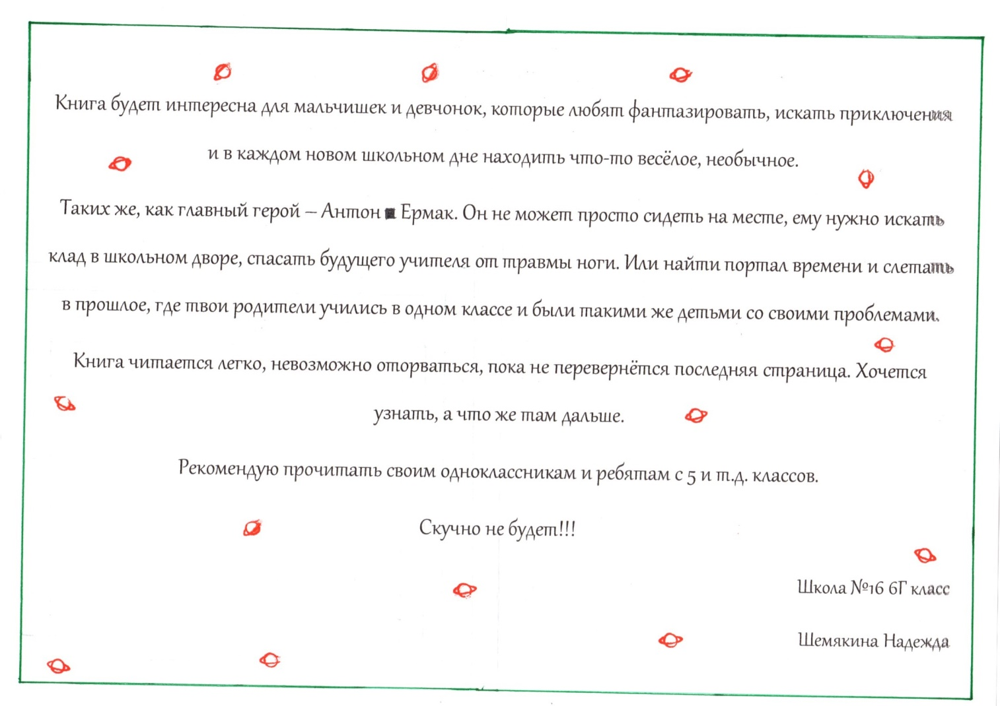 Книга будет интересна для мальчишек и девчонок, которые любят фантазировать, искать приключения
и в каждом новом школьном дне находить что-то весёлое, необычное.
Таких же, как главный герой – Антон Ермак. Он не может просто сидеть на месте, ему нужно искать
клад в школьном дворе, спасать будущего учителя от травмы ноги. Или найти портал времени и слетать
в прошлое, где твои родители учились в одном классе и были такими же детьми со своими проблемами.
Книга читается легко, невозможно оторваться, пока не перевернётся последняя страница. Хочется
узнать, а что же там дальше.
Рекомендую прочитать своим одноклассникам и ребятам с 5 и т.д. классов.
Скучно не будет!!!
Школа №16 6Г класс
Шемякина Надежда